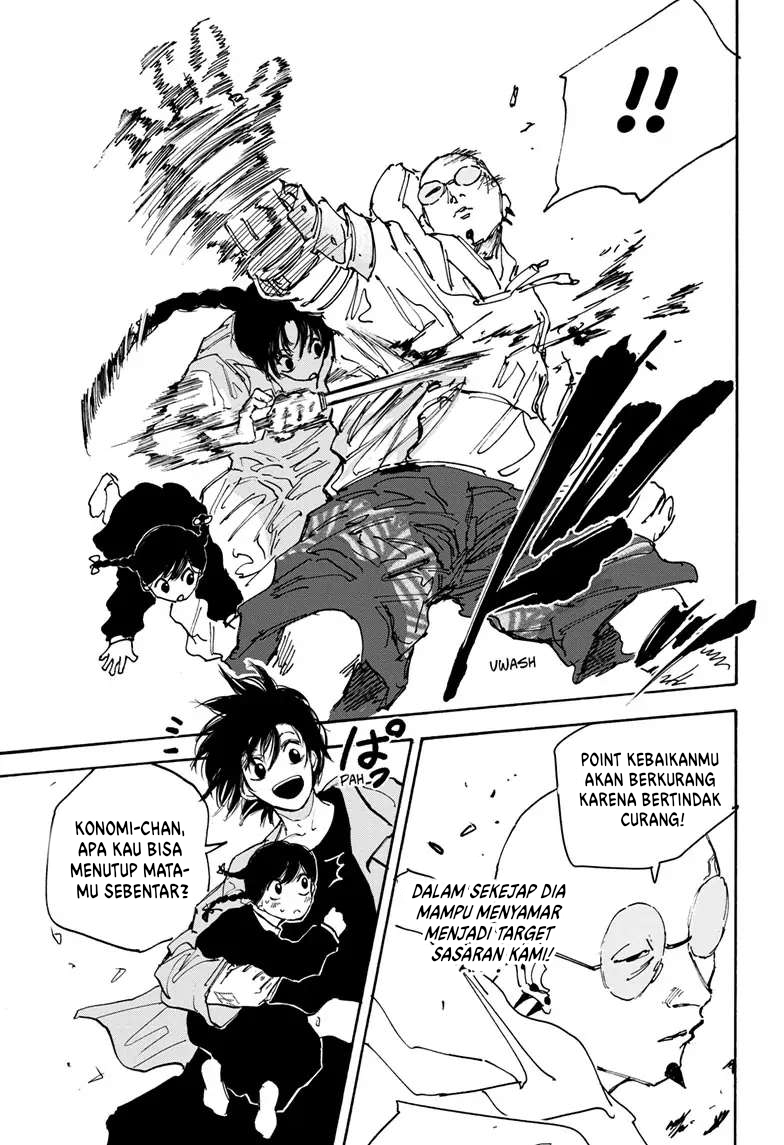 !!
UWASH
POINT KEBAIKANMU
AKAN BERKURANG
KARENA BERTINDAK
CURANG!
DALAM SEKEJAP DIA
MAMPU MENYAMAR
MENJADI TARGET
SASARAN KAMI!
ぱっ
PAH
KONOMI-CHAN,
APA KAU BISA
MENUTUP MATA-
MU SEBENTAR?